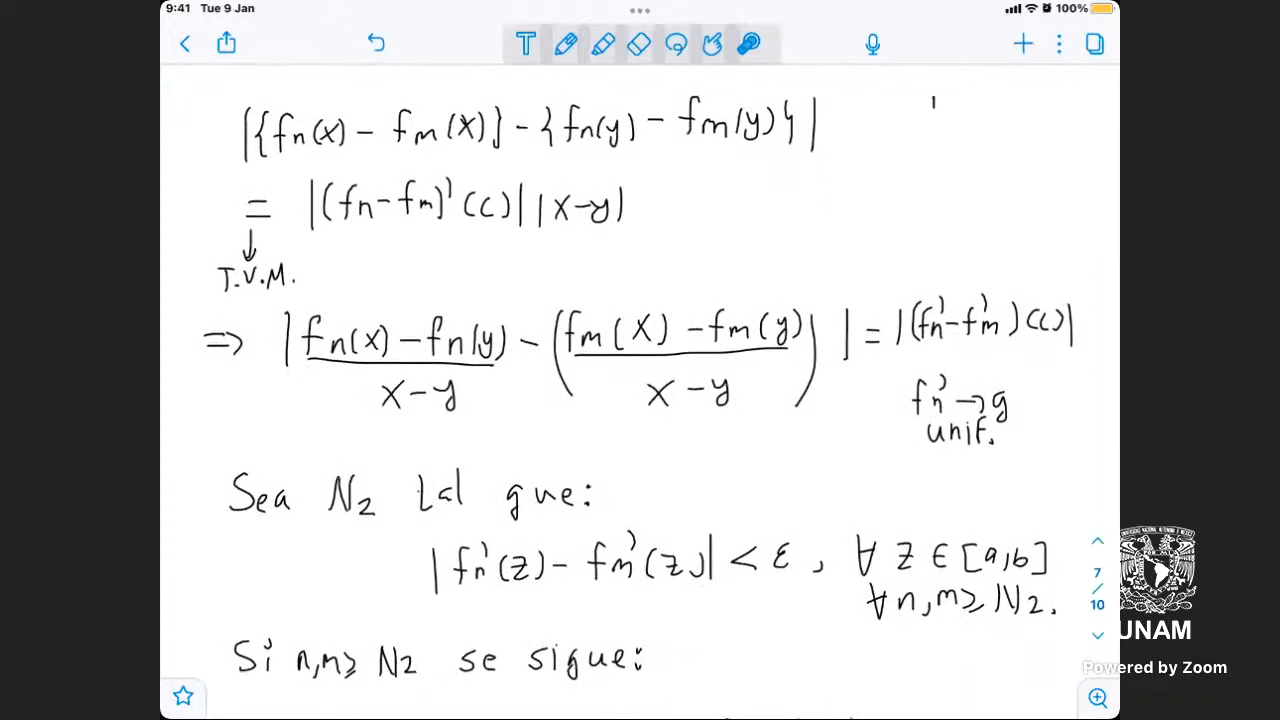 9:41 Tue 9 Jan 100%
|{fn(x) - fm(x)} - {fn(y) - fm(y)}|
= |(fn - fm)'(c)| |x-y|
T.V.M.
=> | fn(x) - fn(y) / x-y - ( fm(x) - fm(y) / x-y ) | = |(fn' - fm')(c)|
fn' → g
unif.
Sea N2 tal que:
|fn'(z) - fm'(z)| < ε, ∀ z ∈ [a,b]
∀ n,m ≥ N2.
Si n,m ≥ N2 se sigue:
7
/
10
UNAM
Powered by Zoom